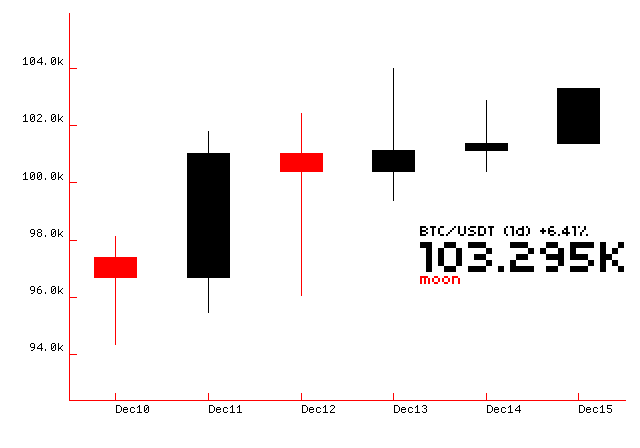 104.0k
102.0k
100.0k
98.0k
BTC/USDT (1d) +6.41%
103.295K
moon
96.0k
94.0k
Dec10 Dec11 Dec12 Dec13 Dec14 Dec15